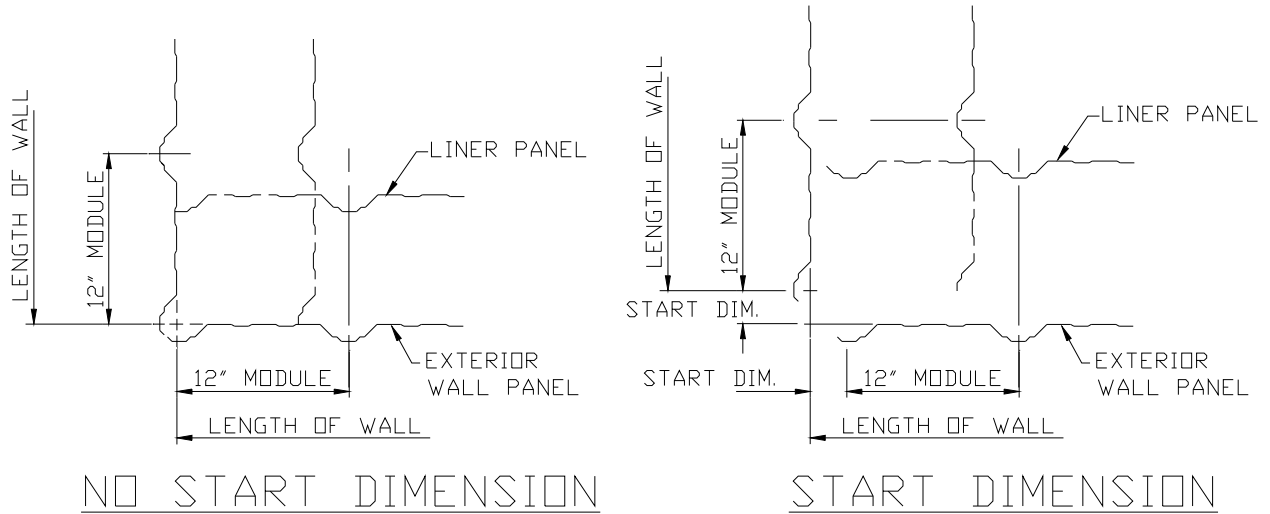 LENGTH OF WALL
12" MODULE
LINER PANEL
EXTERIOR
WALL PANEL
12" MODULE
LENGTH OF WALL
NO START DIMENSION
LENGTH OF WALL
12" MODULE
LINER PANEL
START DIM.
EXTERIOR
WALL PANEL
START DIM.
12" MODULE
LENGTH OF WALL
START DIMENSION